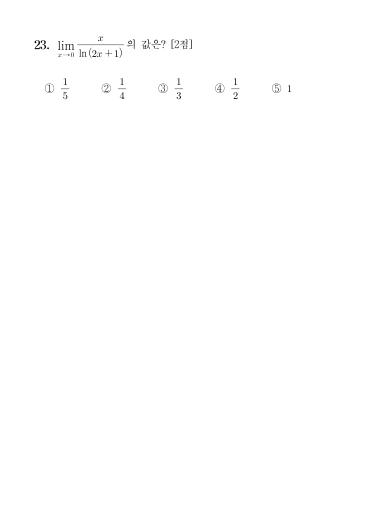 23. lim x→0 x/ln(2x+1) 의 값은? [2점]
① 1/5 ② 1/4 ③ 1/3 ④ 1/2 ⑤ 1